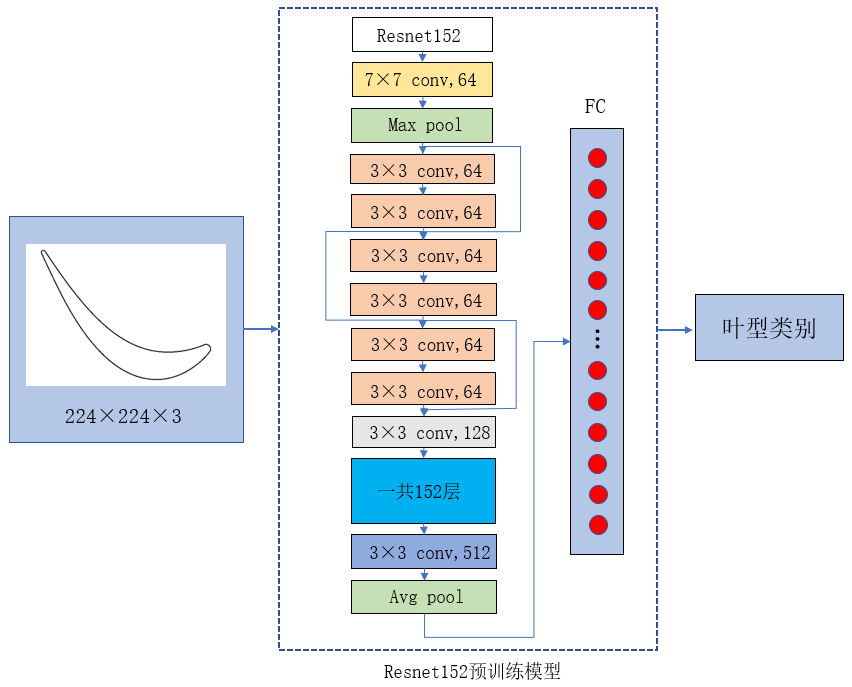 224×224×3
Resnet152
7×7 conv,64
Max pool
3×3 conv,64
3×3 conv,64
3×3 conv,64
3×3 conv,64
3×3 conv,64
3×3 conv,64
3×3 conv,128
一共152层
3×3 conv,512
Avg pool
FC
叶型类别
Resnet152预训练模型